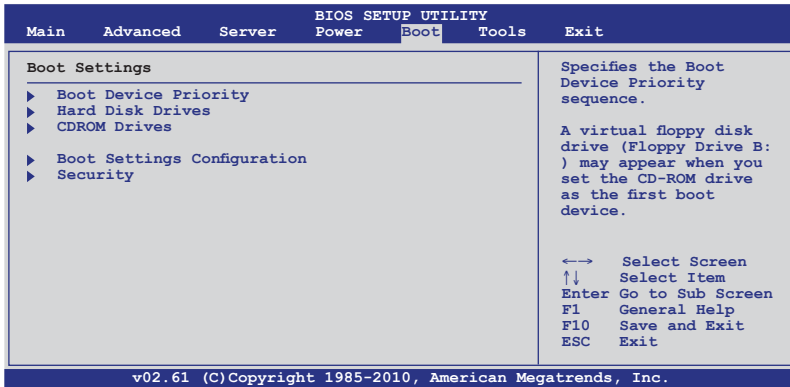 BIOS SETUP UTILITY
Main Advanced Server Power Boot Tools Exit
Boot Settings
Boot Device Priority
Hard Disk Drives
CDROM Drives
Boot Settings Configuration
Security
Specifies the Boot
Device Priority
sequence.
A virtual floppy disk
drive (Floppy Drive B:
) may appear when you
set the CD-ROM drive
as the first boot
device.
←→ Select Screen
↑↓ Select Item
Enter Go to Sub Screen
F1 General Help
F10 Save and Exit
ESC Exit
v02.61 (C)Copyright 1985-2010, American Megatrends, Inc.